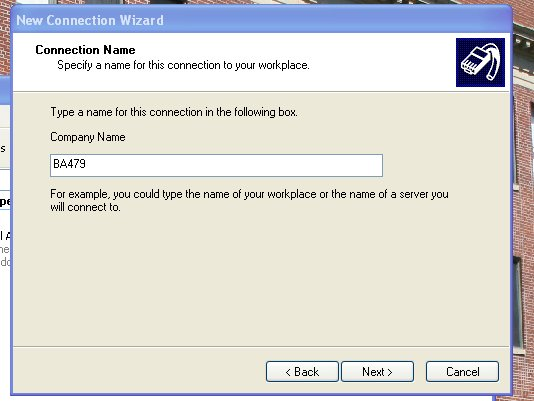 New Connection Wizard
Connection Name
Specify a name for this connection to your workplace.
Type a name for this connection in the following box.
Company Name
BA479
For example, you could type the name of your workplace or the name of a server you
will connect to.
< Back
Next >
Cancel